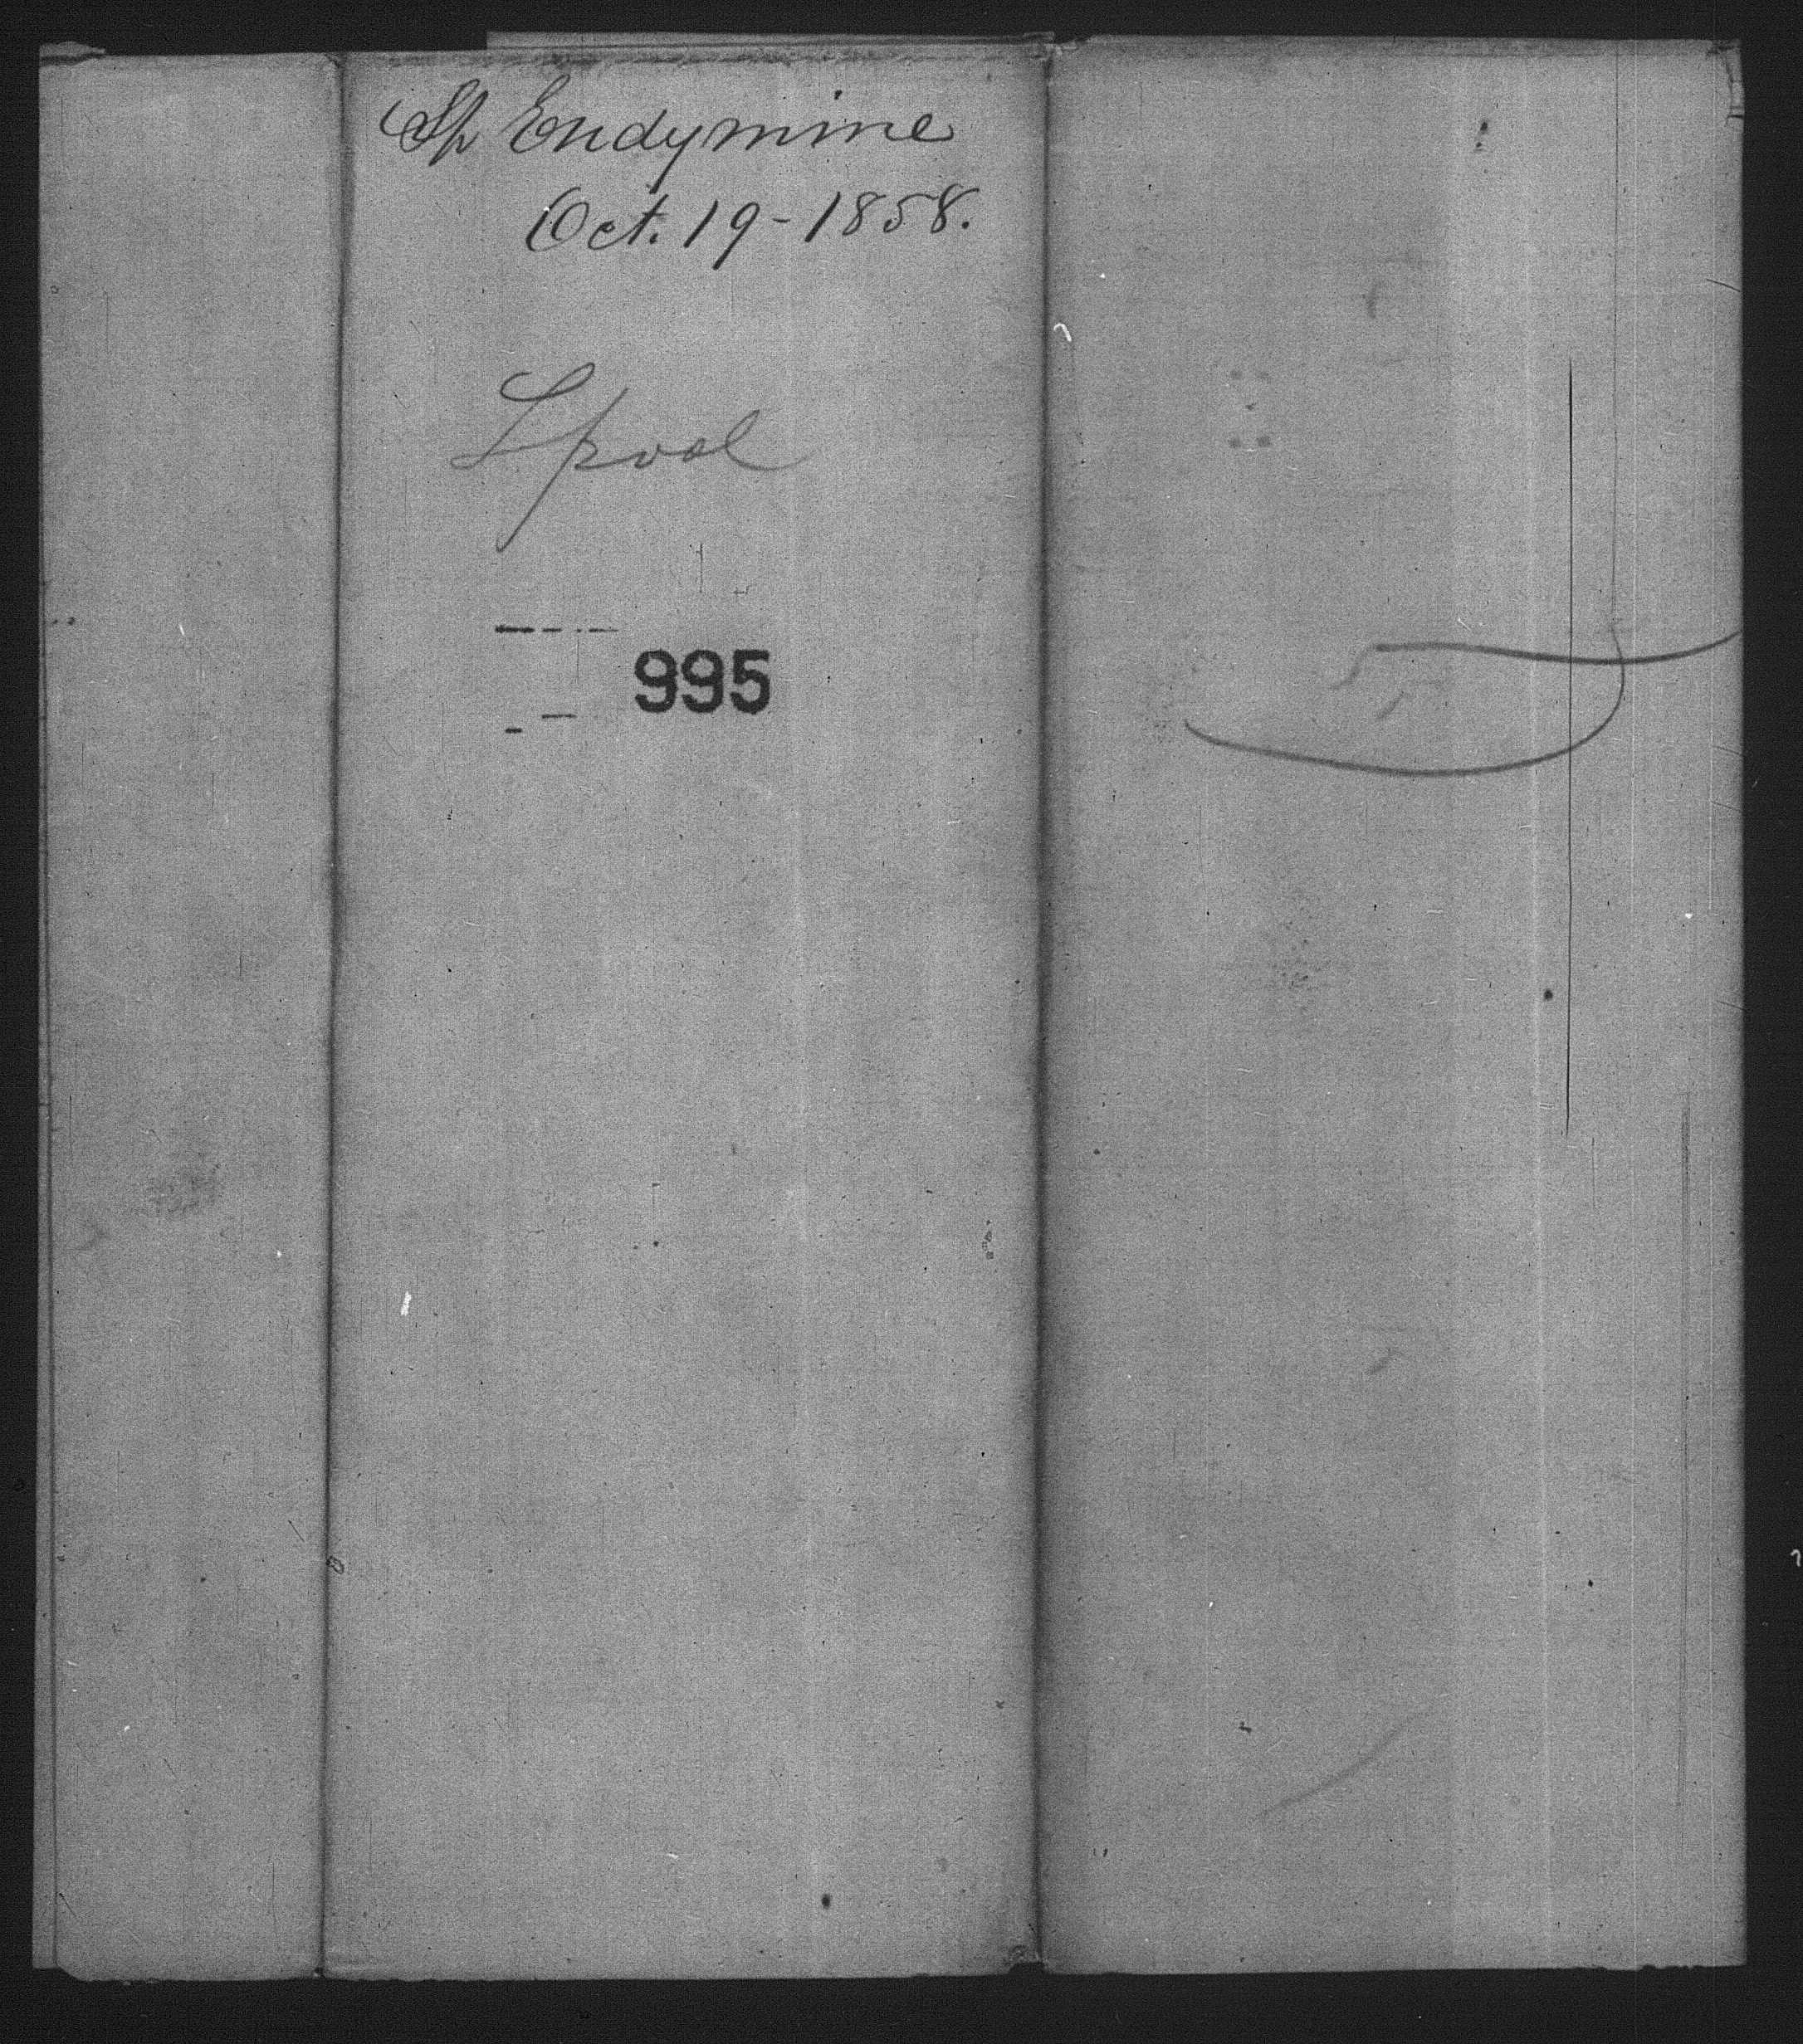 Sp Endymine
Oct. 19-1858.
Lpool
995